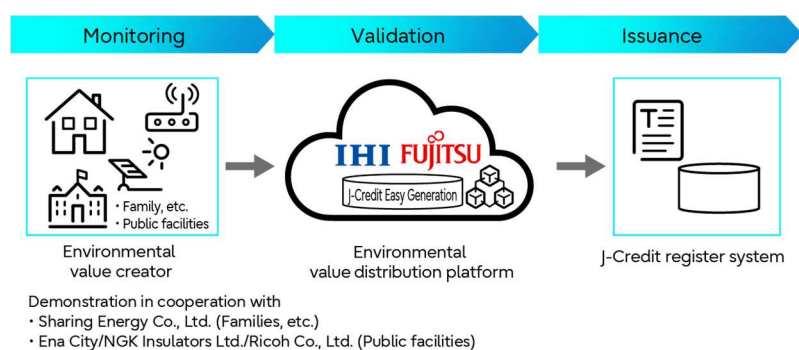 Monitoring
Validation
Issuance
• Family, etc.
• Public facilities
IHI FUJITSU
J-Credit Easy Generation
T
Environmental
value creator
Environmental
value distribution platform
J-Credit register system
Demonstration in cooperation with
• Sharing Energy Co., Ltd. (Families, etc.)
• Ena City/NGK Insulators Ltd./Ricoh Co., Ltd. (Public facilities)